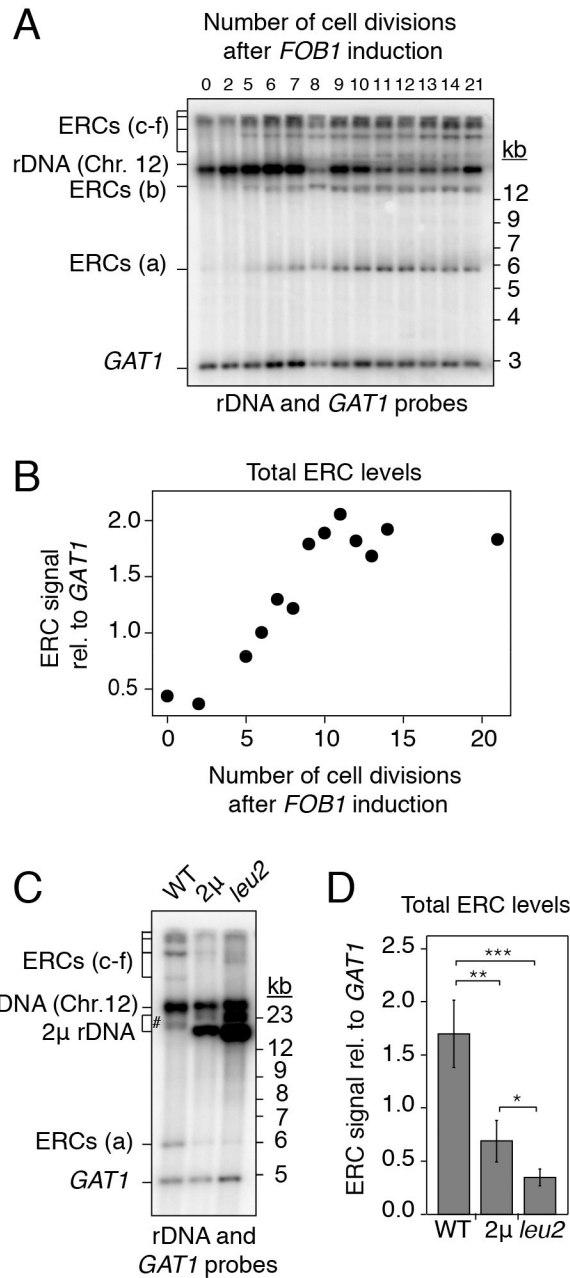 A
Number of cell divisions
after FOB1 induction
0 2 5 6 7 8 9 10 11 12 13 14 21
ERCs (c-f)
rDNA (Chr. 12)
ERCs (b)
ERCs (a)
GAT1
kb
12
9
7
6
5
4
3
rDNA and GAT1 probes
B
Total ERC levels
ERC signal
rel. to GAT1
2.0
1.5
1.0
0.5
0 5 10 15 20
Number of cell divisions
after FOB1 induction
C
WT 2μ leu2
ERCs (c-f)
DNA (Chr.12)
#
2μ rDNA
ERCs (a)
GAT1
kb
23
12
9
8
7
6
5
rDNA and
GAT1 probes
D
Total ERC levels
ERC signal rel. to GAT1
2.5
2.0
1.5
1.0
0.5
0.0
***
**
*
WT 2μ leu2